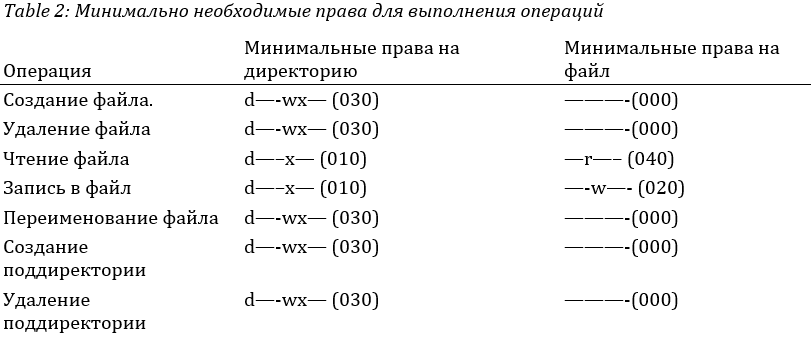 Table 2: Минимально необходимые права для выполнения операций
Операция Минимальные права на директорию Минимальные права на файл
Создание файла. d—-wx— (030) ———-(000)
Удаление файла d—-wx— (030) ———-(000)
Чтение файла d—–x— (010) —r—– (040)
Запись в файл d—–x— (010) —-w—- (020)
Переименование файла d—-wx— (030) ———-(000)
Создание поддиректории d—-wx— (030) ———-(000)
Удаление поддиректории d—-wx— (030) ———-(000)